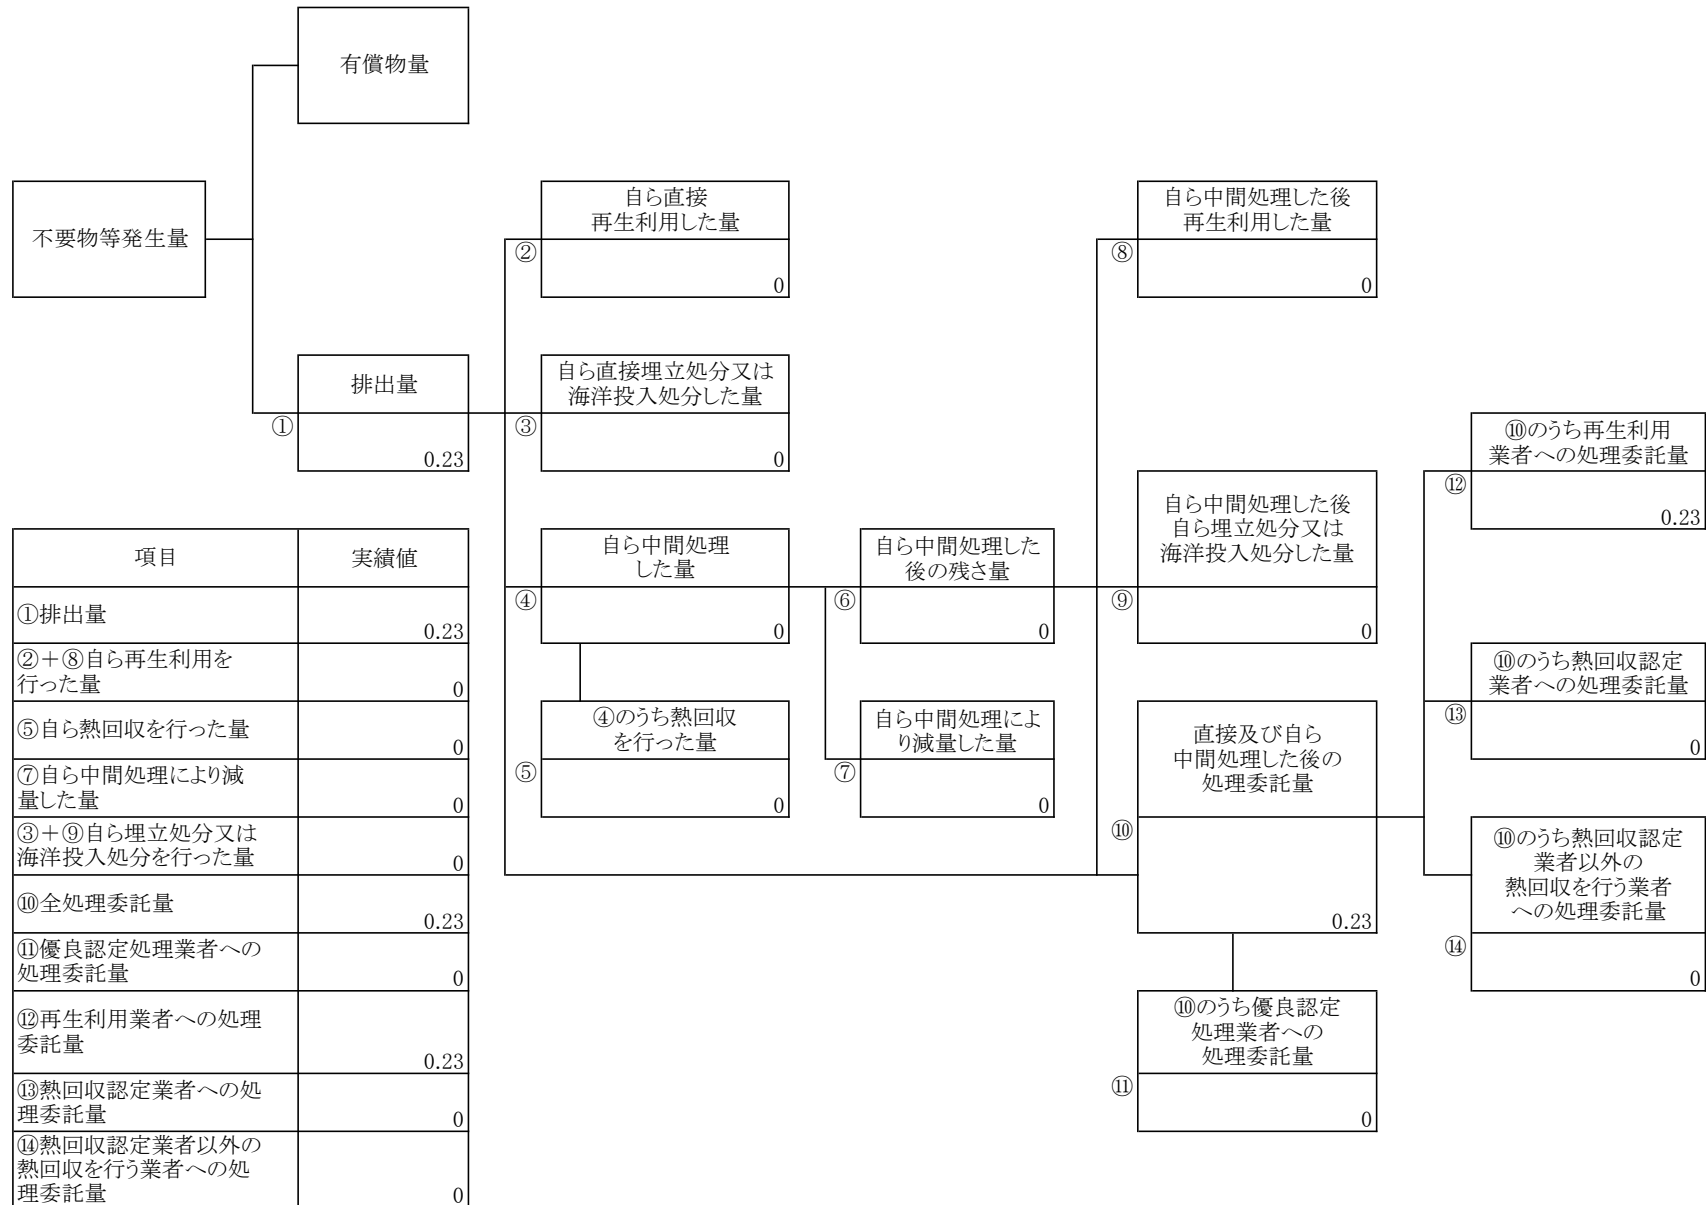 有償物量
不要物等発生量
自ら直接
再生利用した量
②
0
自ら中間処理した後
再生利用した量
⑧
0
排出量
①
0.23
自ら直接埋立処分又は
海洋投入処分した量
③
0
⑩のうち再生利用
業者への処理委託量
⑫
0.23
自ら中間処理
した量
④
0
自ら中間処理した
後の残さ量
⑥
0
自ら中間処理した後
自ら埋立処分又は
海洋投入処分した量
⑨
0
⑩のうち熱回収認定
業者への処理委託量
⑬
0
④のうち熱回収
を行った量
⑤
0
自ら中間処理によ
り減量した量
⑦
0
直接及び自ら
中間処理した後の
処理委託量
⑩
0.23
⑩のうち熱回収認定
業者以外の
熱回収を行う業者
への処理委託量
⑭
0
⑩のうち優良認定
処理業者への
処理委託量
⑪
0
項目 実績値
①排出量
0.23
②＋⑧自ら再生利用を
行った量
0
⑤自ら熱回収を行った量
0
⑦自ら中間処理により減
量した量
0
③＋⑨自ら埋立処分又は
海洋投入処分を行った量
0
⑩全処理委託量
0.23
⑪優良認定処理業者への
処理委託量
0
⑫再生利用業者への処理
委託量
0.23
⑬熱回収認定業者への処
理委託量
0
⑭熱回収認定業者以外の
熱回収を行う業者への処
理委託量
0